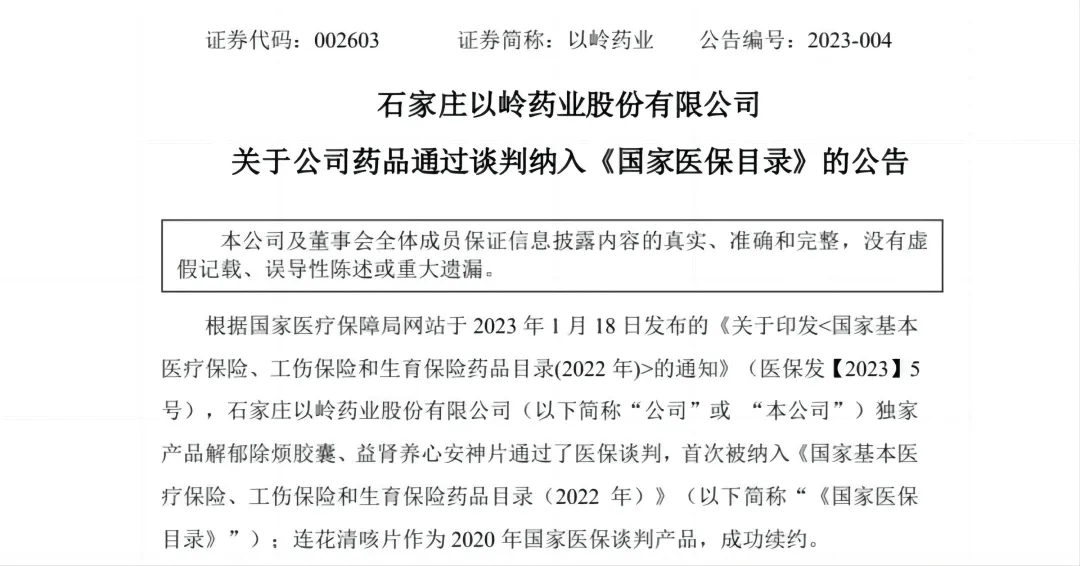 证券代码：002603 证券简称：以岭药业 公告编号：2023-004
石家庄以岭药业股份有限公司
关于公司药品通过谈判纳入《国家医保目录》的公告
本公司及董事会全体成员保证信息披露内容的真实、准确和完整，没有虚
假记载、误导性陈述或重大遗漏。
根据国家医疗保障局网站于 2023 年 1 月 18 日发布的《关于印发<国家基本
医疗保险、工伤保险和生育保险药品目录(2022 年)>的通知》（医保发【2023】5
号），石家庄以岭药业股份有限公司（以下简称“公司”或 “本公司”）独家
产品解郁除烦胶囊、益肾养心安神片通过了医保谈判，首次被纳入《国家基本医
疗保险、工伤保险和生育保险药品目录（2022 年）》（以下简称“《国家医保
目录》”）；连花清咳片作为 2020 年国家医保谈判产品，成功续约。